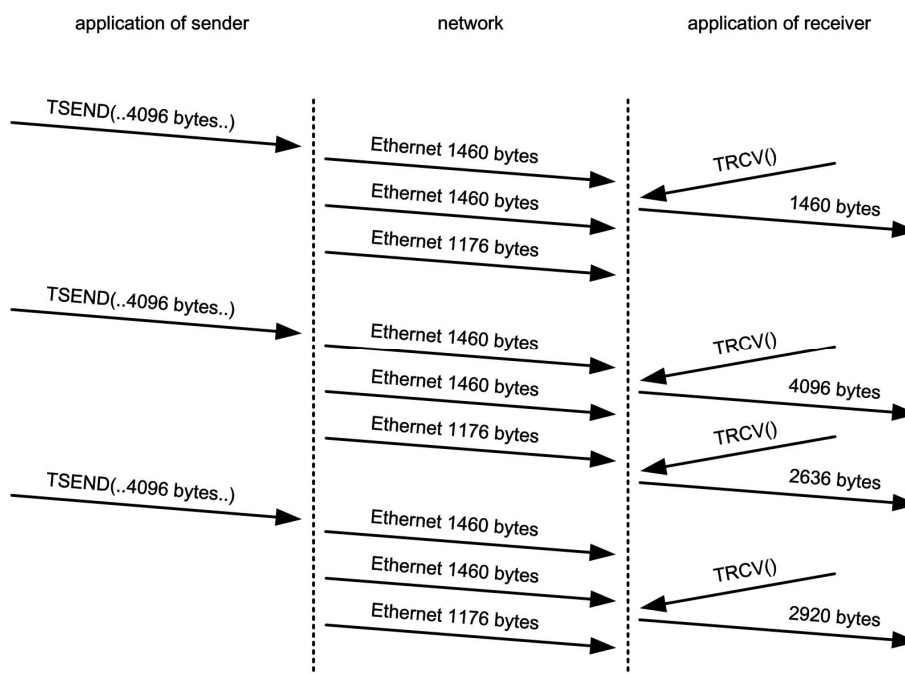 application of sender
network
application of receiver
TSEND(..4096 bytes..)
Ethernet 1460 bytes
TRCV()
Ethernet 1460 bytes
1460 bytes
Ethernet 1176 bytes
TSEND(..4096 bytes..)
Ethernet 1460 bytes
TRCV()
Ethernet 1460 bytes
4096 bytes
Ethernet 1176 bytes
TRCV()
TSEND(..4096 bytes..)
2636 bytes
Ethernet 1460 bytes
Ethernet 1460 bytes
TRCV()
Ethernet 1176 bytes
2920 bytes